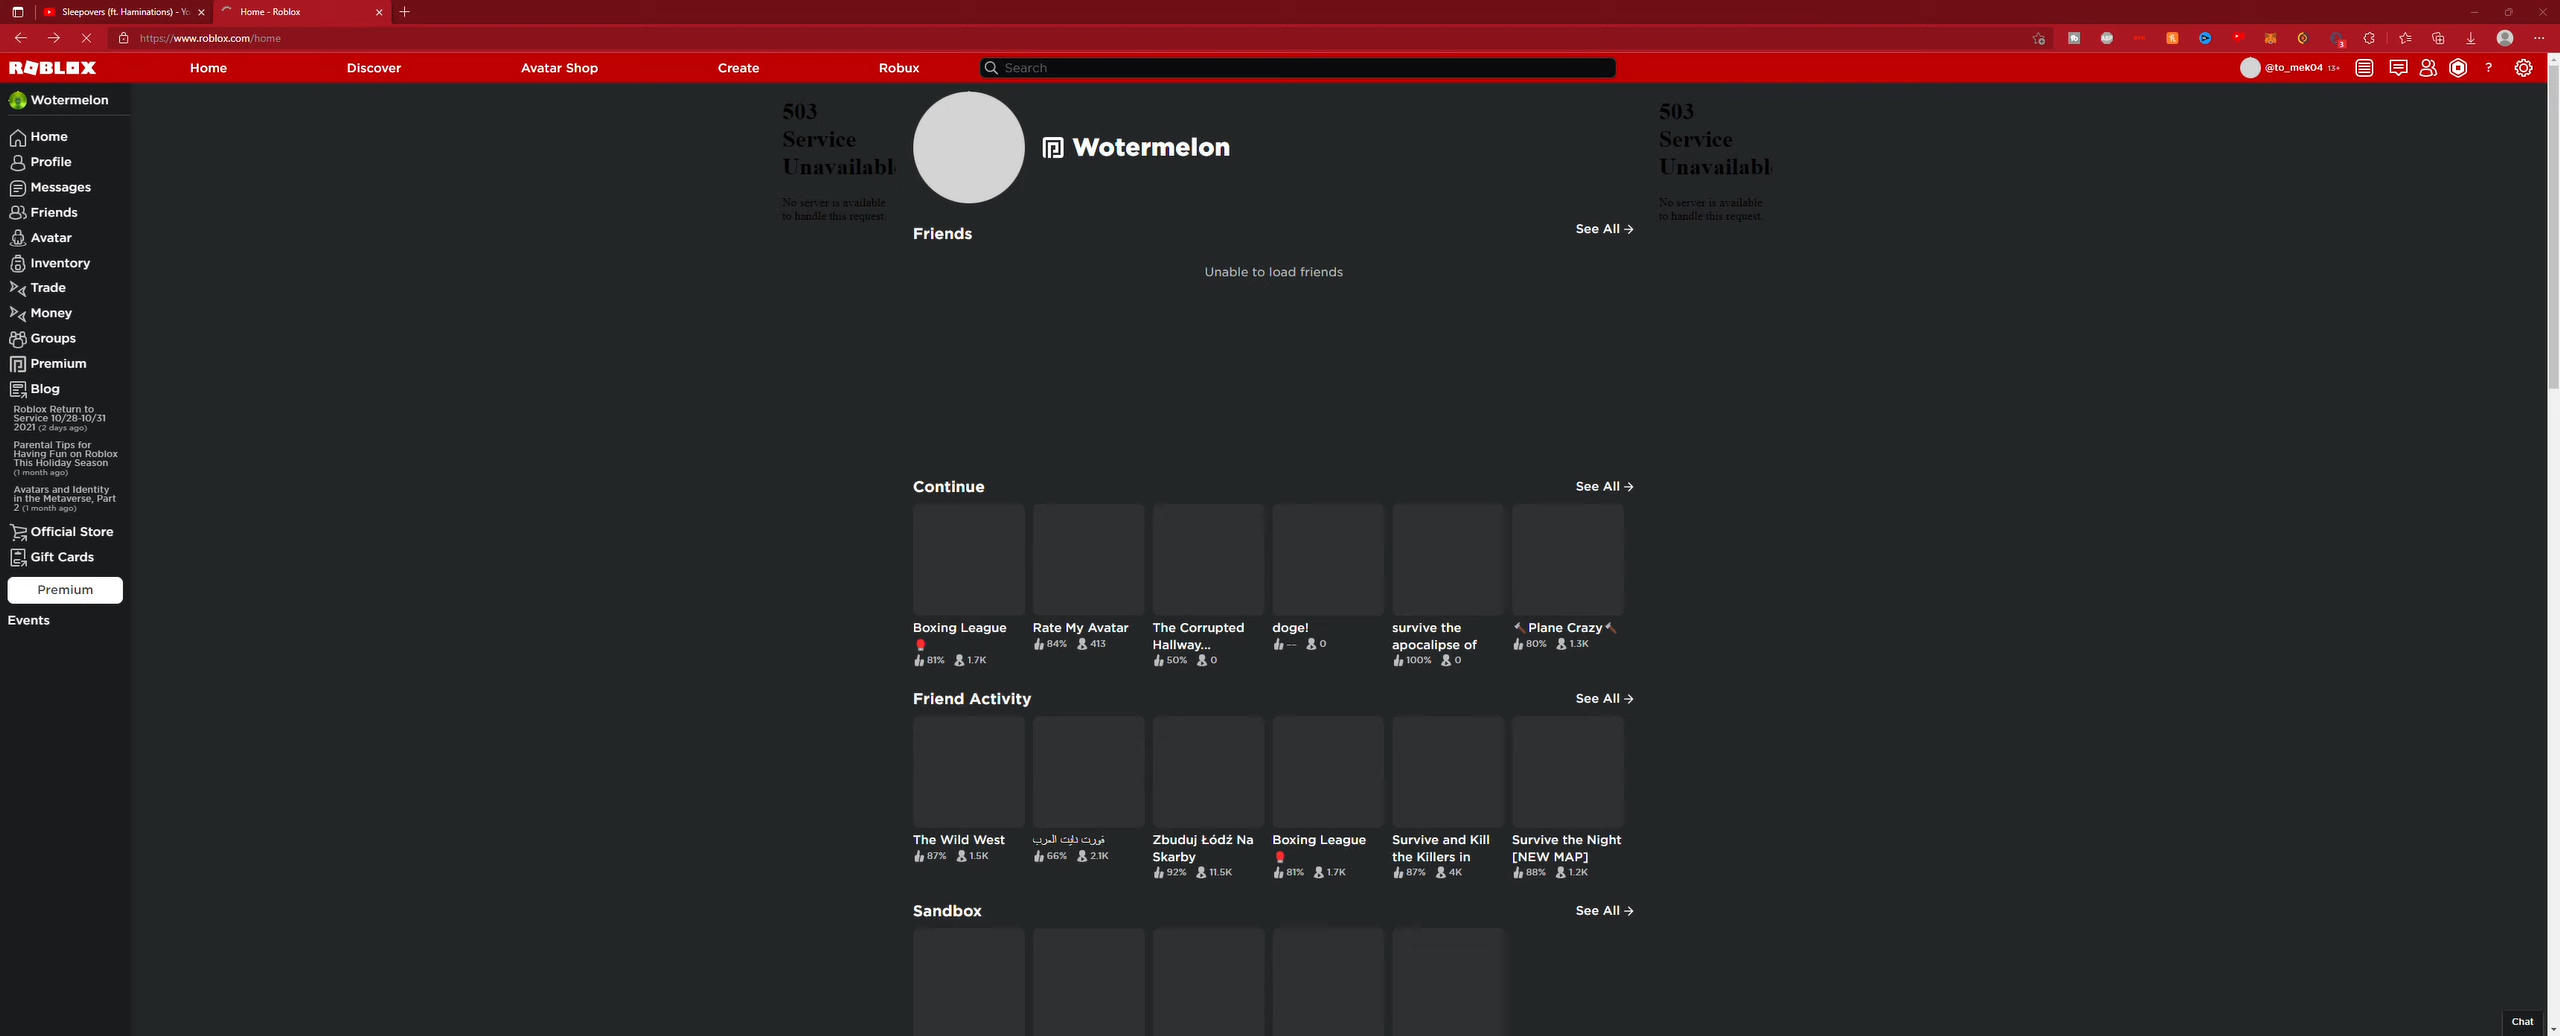 Sleepovers (ft. Haminations) - Yo
Home - Roblox
https://www.roblox.com/home
3
ROBLOX
Home
Discover
Avatar Shop
Create
Robux
Search
@to_mek04 13+
?
Wotermelon
Home
Profile
Messages
Friends
Avatar
Inventory
Trade
Money
Groups
Premium
Blog
Roblox Return to
Service 10/28-10/31
2021 (2 days ago)
Parental Tips for
Having Fun on Roblox
This Holiday Season
(1 month ago)
Avatars and Identity
in the Metaverse, Part
2 (1 month ago)
Official Store
Gift Cards
Premium
Events
503
Service
Unavailabl
No server is available
to handle this request.
Wotermelon
503
Service
Unavailabl
No server is available
to handle this request.
Friends
See All →
Unable to load friends
Continue
See All →
Boxing League
🥊
81% 1.7K
Rate My Avatar
84% 413
The Corrupted
Hallway...
50% 0
doge!
-- 0
survive the
apocalipse of
100% 0
🔨Plane Crazy🔨
80% 1.3K
Friend Activity
See All →
The Wild West
87% 1.5K
فورت نايت العرب
66% 2.1K
Zbuduj Łódź Na
Skarby
92% 11.5K
Boxing League
🥊
81% 1.7K
Survive and Kill
the Killers in
87% 4K
Survive the Night
[NEW MAP]
88% 1.2K
Sandbox
See All →
Chat